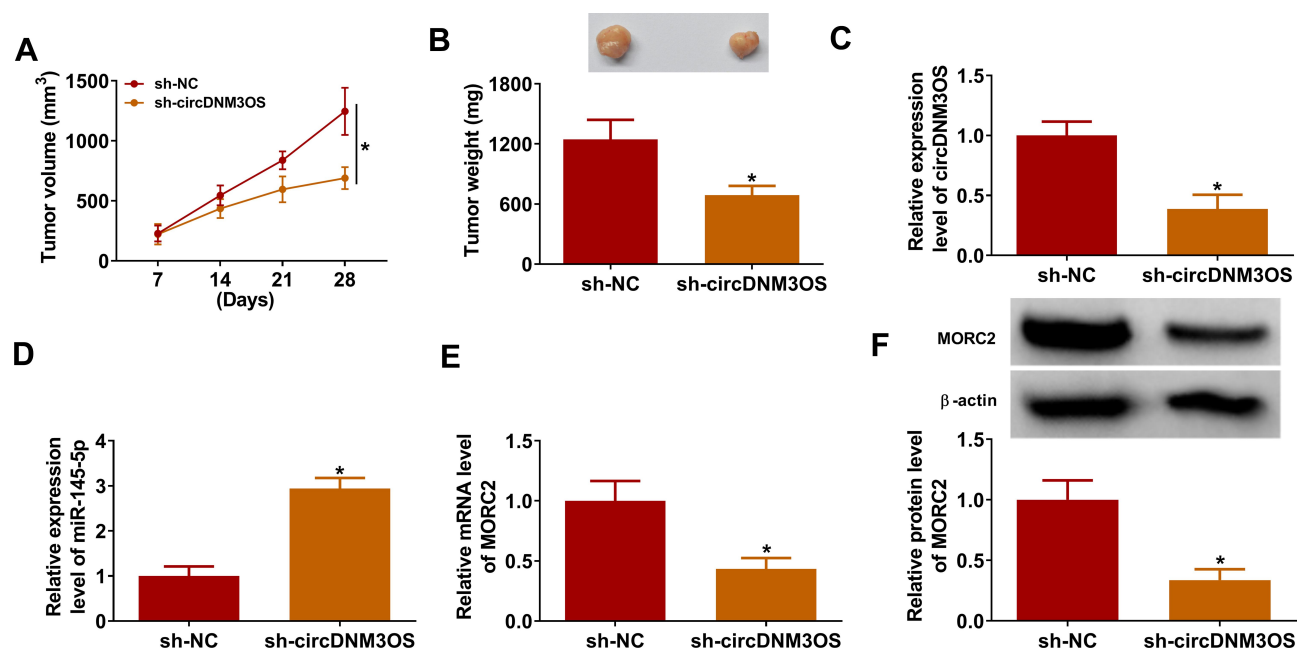 A
Tumor volume (mm3)
1500
1000
500
0
sh-NC
sh-circDNM3OS
*
7 14 21 28
(Days)
B
Tumor weight (mg)
1800
1200
600
0
*
sh-NC sh-circDNM3OS
C
Relative expression
level of circDNM3OS
1.5
1.0
0.5
0.0
*
sh-NC sh-circDNM3OS
D
Relative expression
level of miR-145-5p
4
3
2
1
0
*
sh-NC sh-circDNM3OS
E
Relative mRNA level
of MORC2
1.5
1.0
0.5
0.0
*
sh-NC sh-circDNM3OS
F
MORC2
β-actin
Relative protein level
of MORC2
1.5
1.0
0.5
0.0
*
sh-NC sh-circDNM3OS